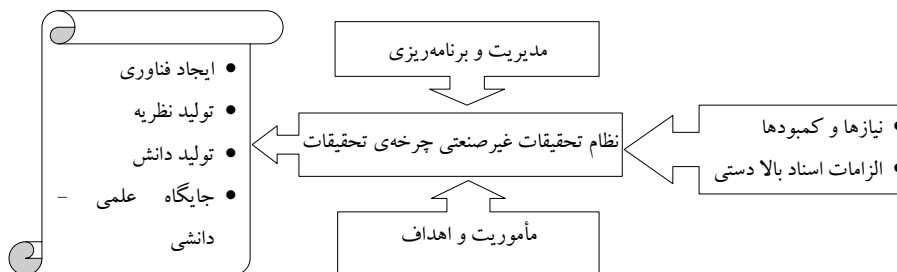 مدیریت و برنامه‌ریزی
• نیازها و کمبودها
• الزامات اسناد بالا دستی
نظام تحقیقات غیرصنعتی چرخه‌ی تحقیقات
مأموریت و اهداف
• ایجاد فناوری
• تولید نظریه
• تولید دانش
• جایگاه علمی –
دانشی